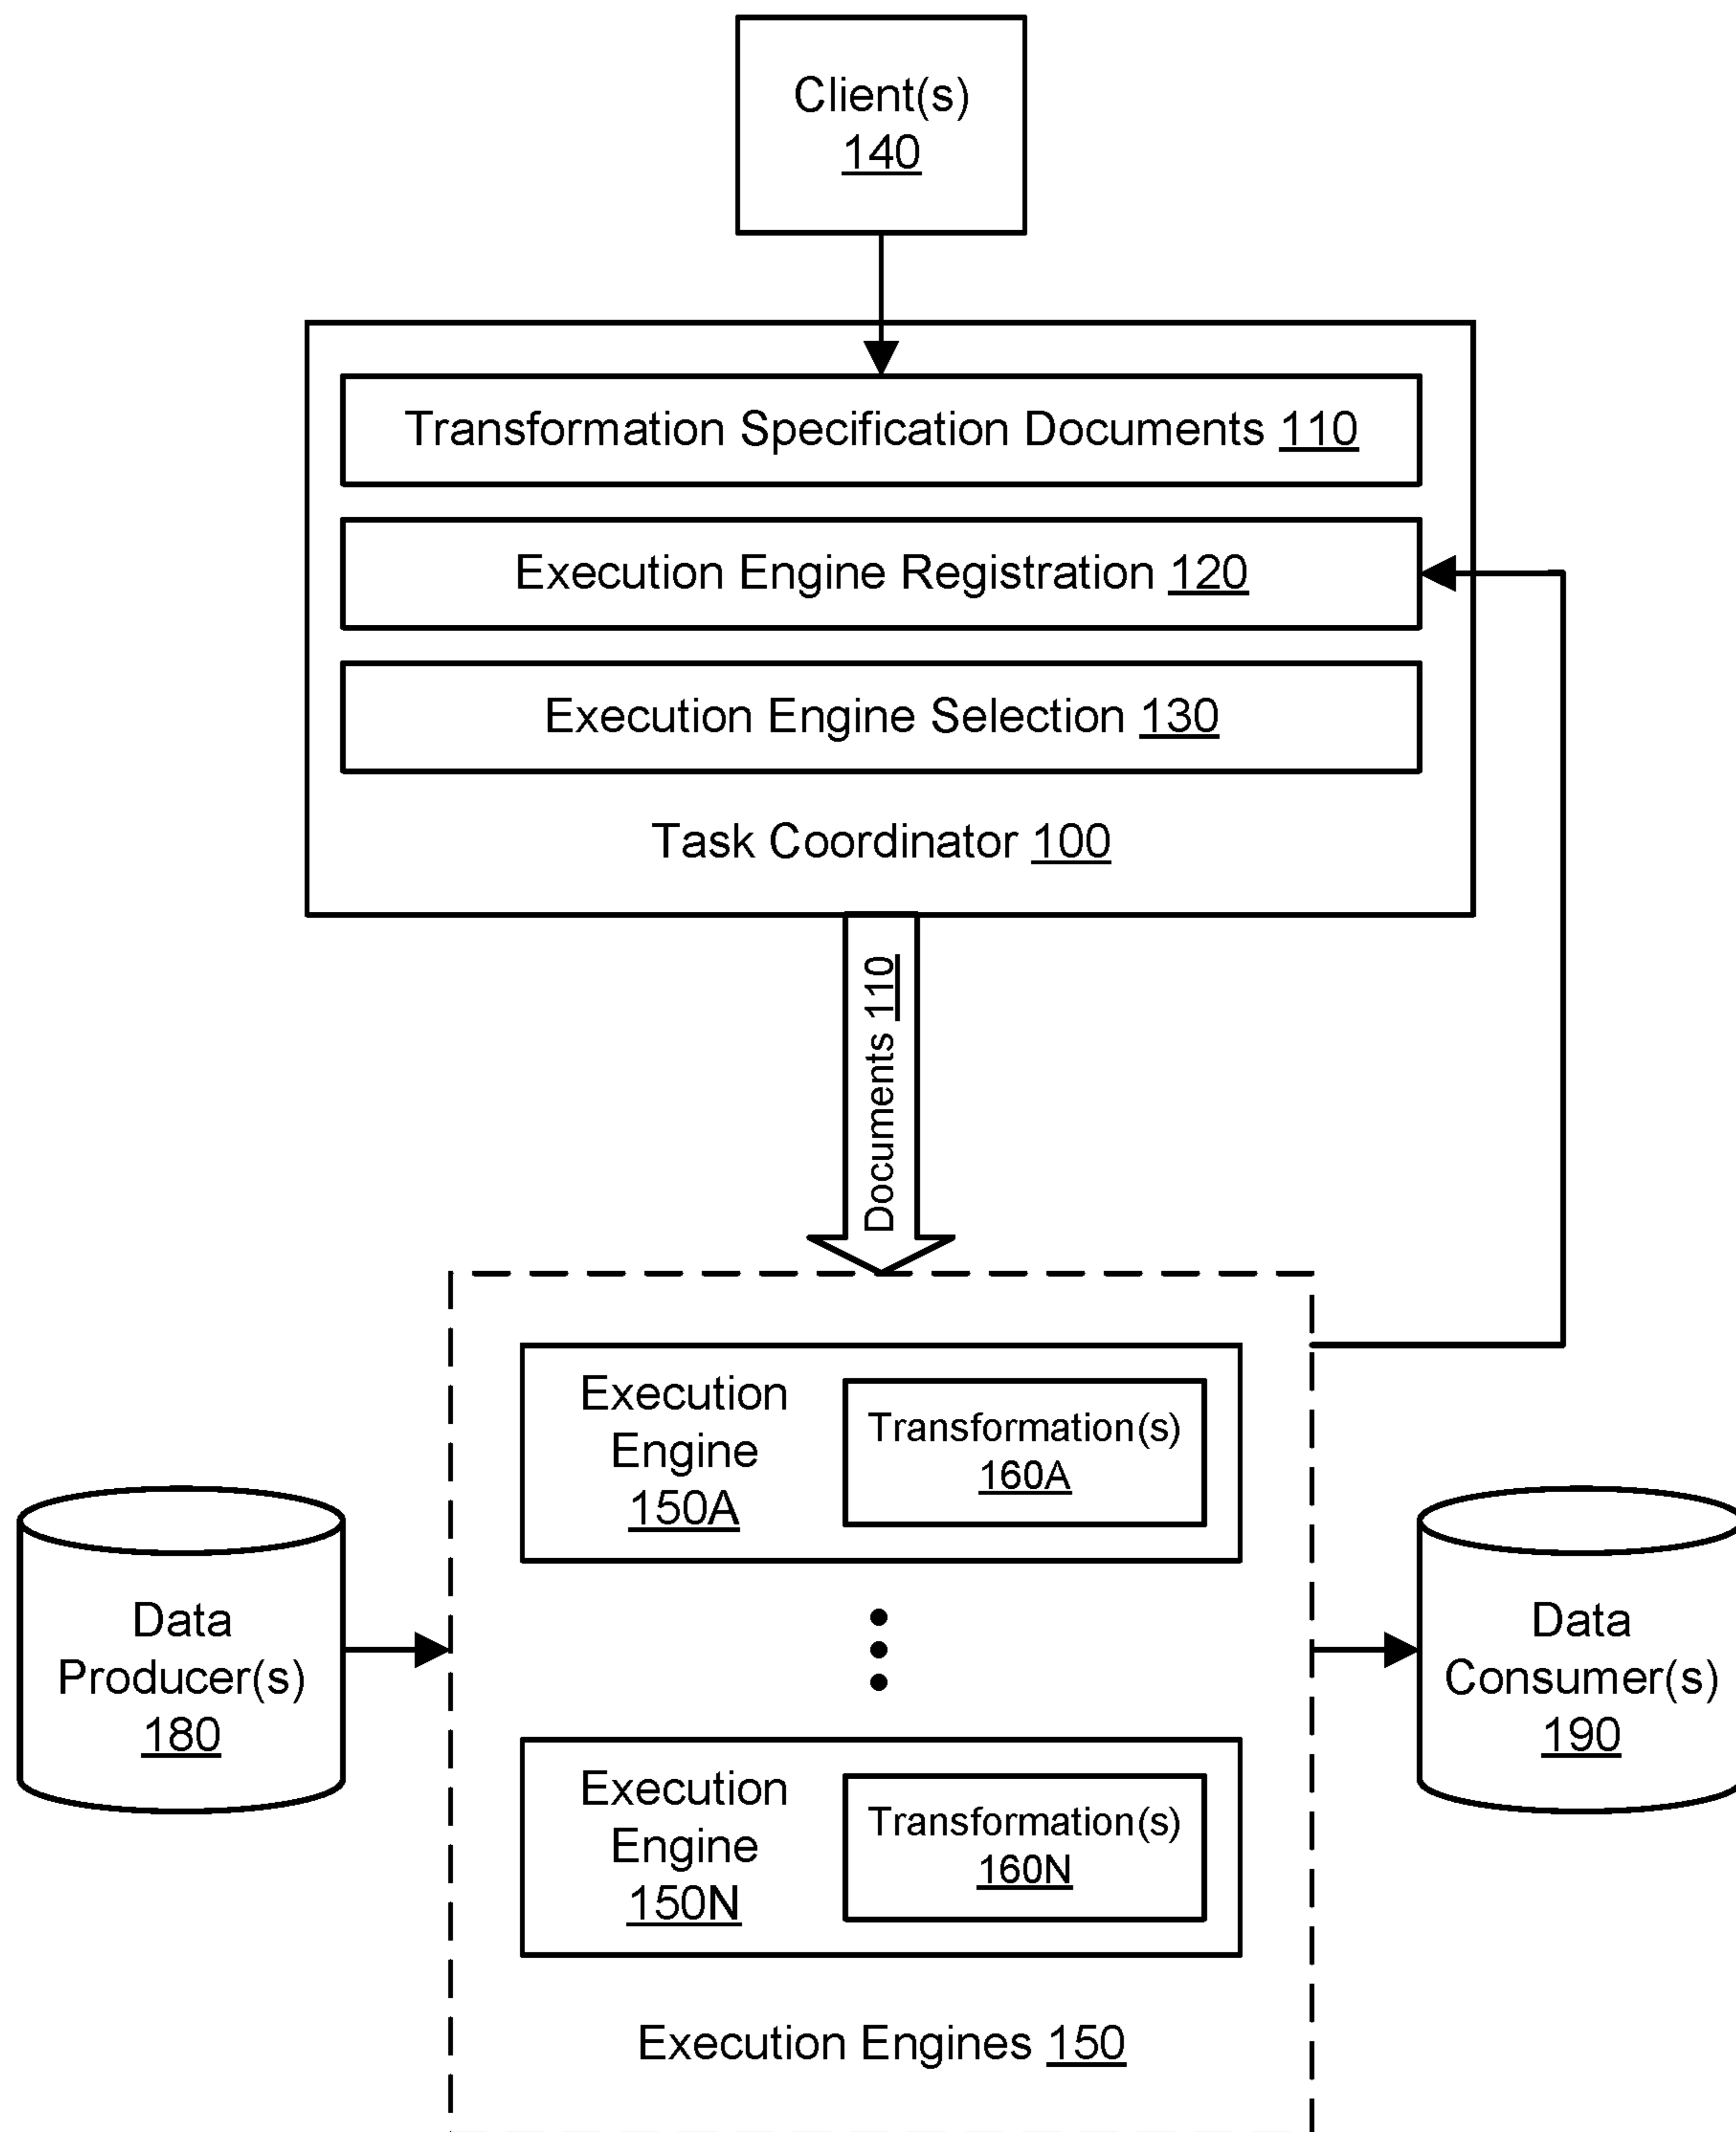 Client(s)
140
Transformation Specification Documents 110
Execution Engine Registration 120
Execution Engine Selection 130
Task Coordinator 100
Documents 110
Execution
Engine
150A
Transformation(s)
160A
Data
Producer(s)
180
Data
Consumer(s)
190
Execution
Engine
150N
Transformation(s)
160N
Execution Engines 150